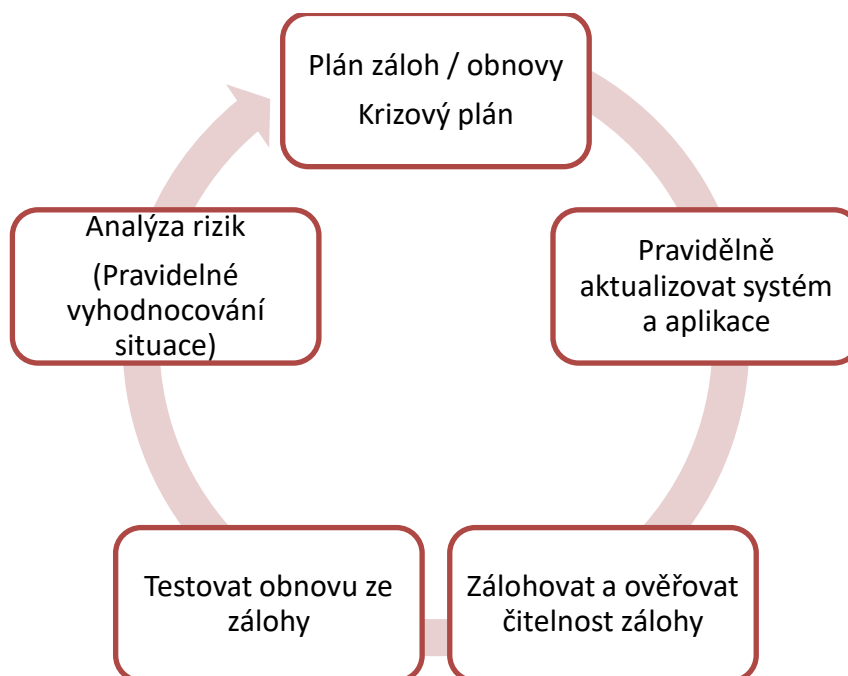 Plán záloh / obnovy
Krizový plán
Pravidělně
aktualizovat systém
a aplikace
Zálohovat a ověřovat
čitelnost zálohy
Testovat obnovu ze
zálohy
Analýza rizik
(Pravidelné
vyhodnocování
situace)